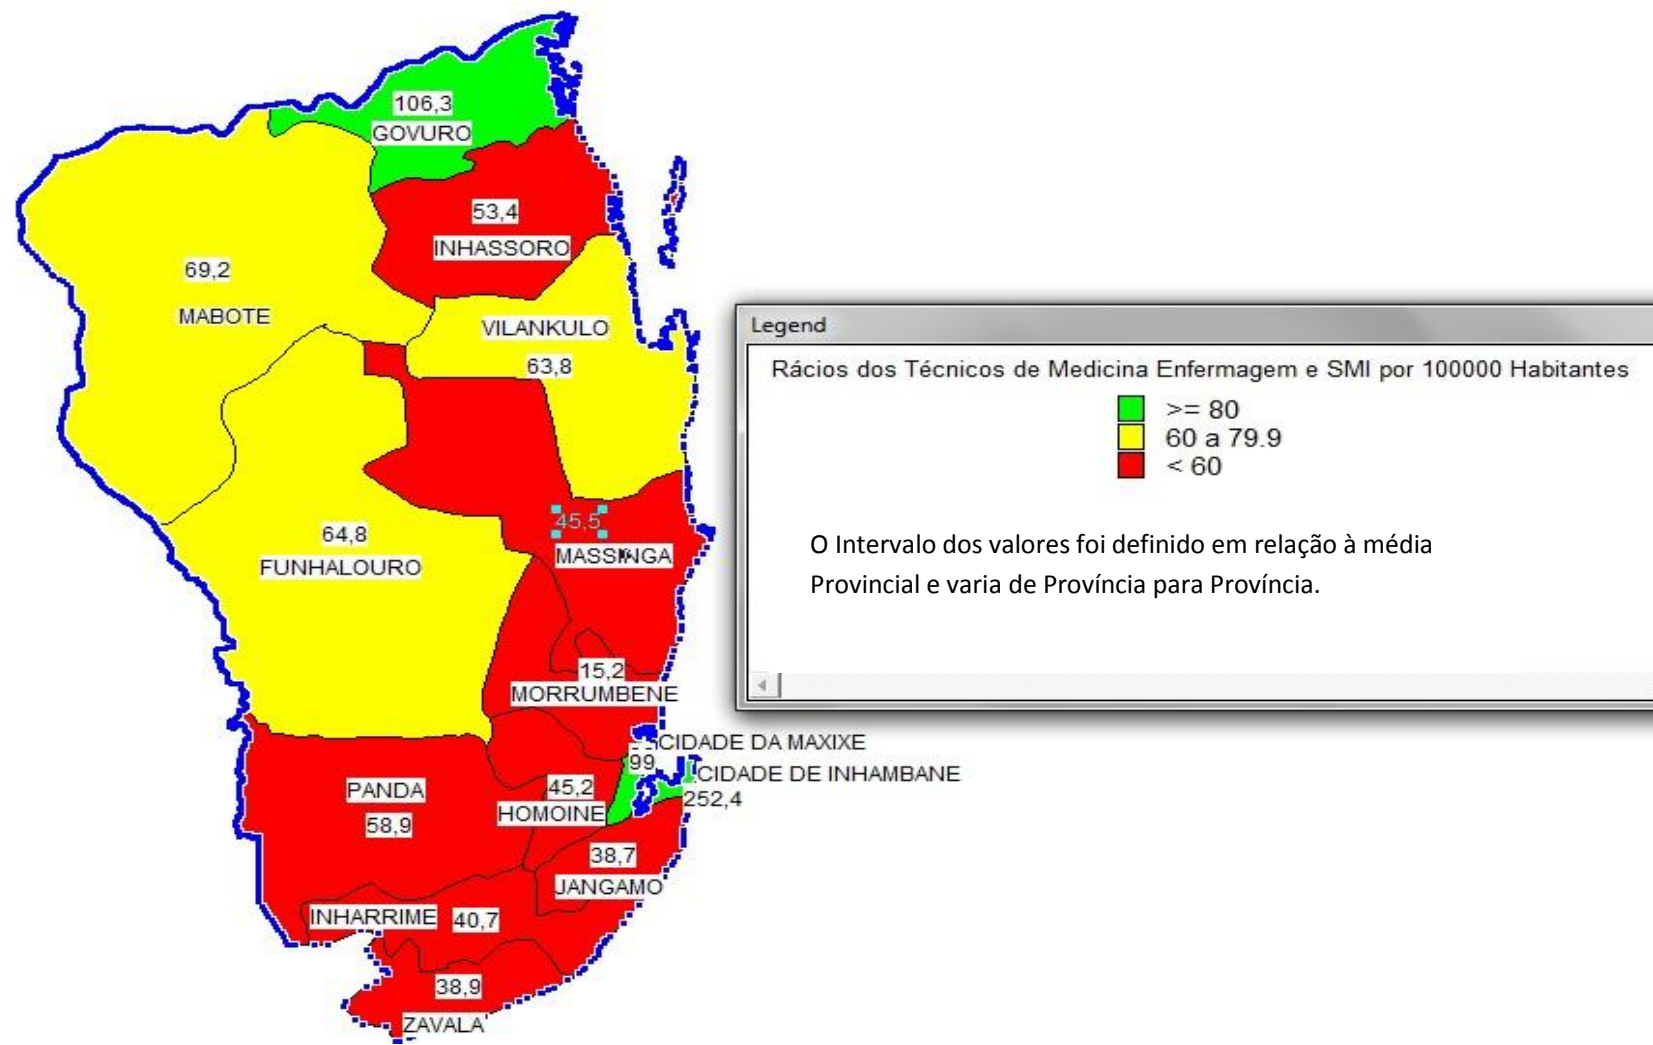 106,3
GOVURO
53,4
INHASSORO
69,2
MABOTE
VILANKULO
63,8
Legend
Rácios dos Técnicos de Medicina Enfermagem e SMI por 100000 Habitantes
>= 80
60 a 79.9
< 60
O Intervalo dos valores foi definido em relação à média
Provincial e varia de Província para Província.
45,5
MASSINGA
64,8
FUNHALOURO
15,2
MORRUMBENE
CIDADE DA MAXIXE
99
CIDADE DE INHAMBANE
252,4
PANDA
58,9
45,2
HOMOINE
38,7
JANGAMO
INHARRIME
40,7
38,9
ZAVALA